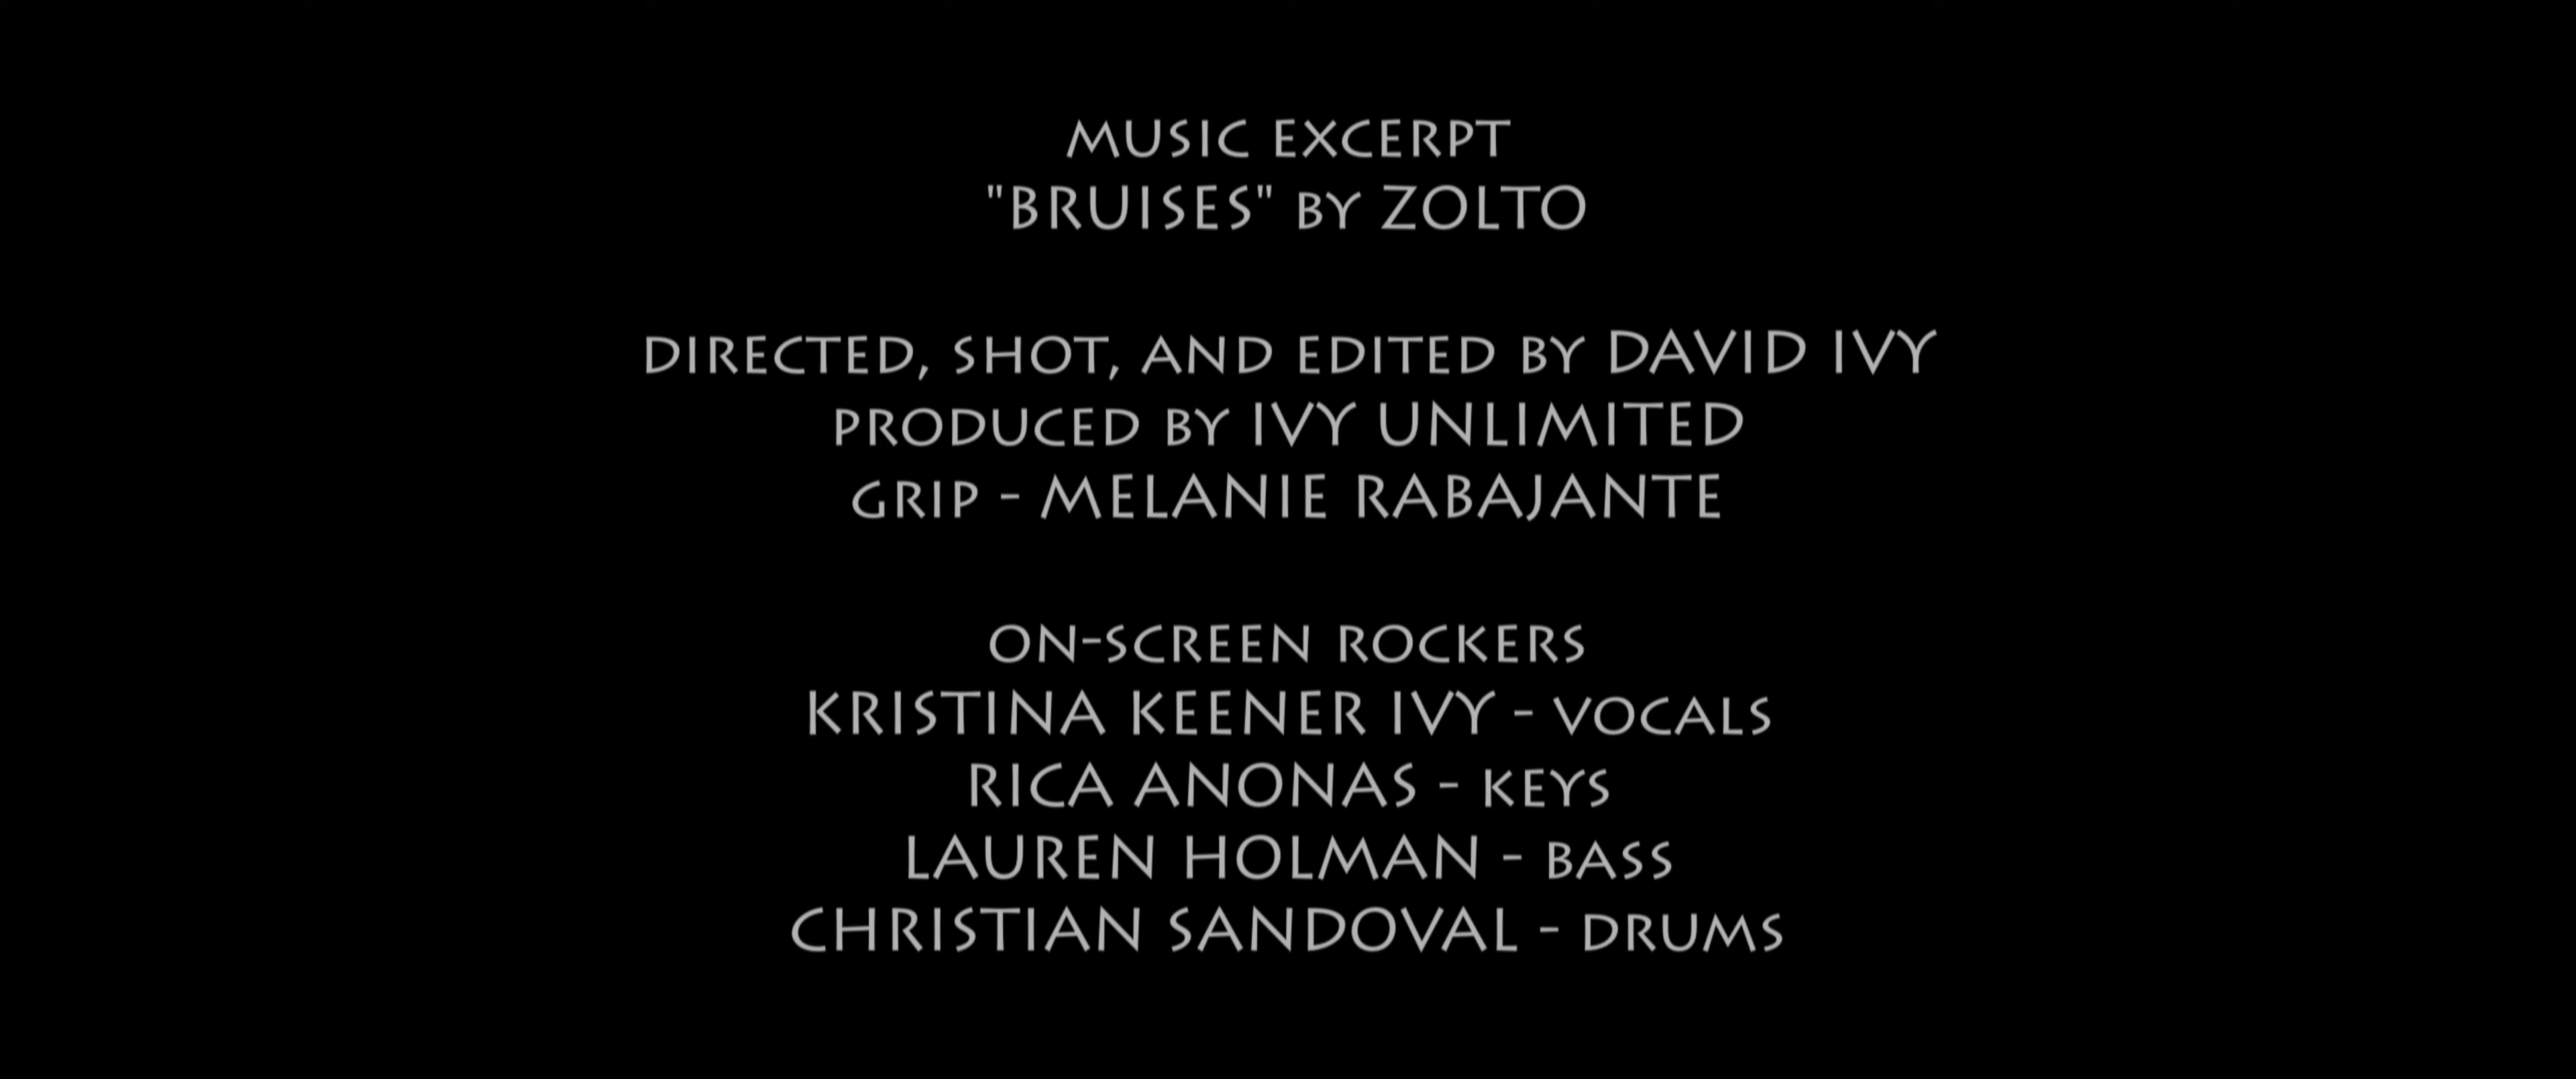 MUSIC EXCERPT
"BRUISES" BY ZOLTO
DIRECTED, SHOT, AND EDITED BY DAVID IVY
PRODUCED BY IVY UNLIMITED
GRIP - MELANIE RABAJANTE
ON-SCREEN ROCKERS
KRISTINA KEENER IVY - VOCALS
RICA ANONAS - KEYS
LAUREN HOLMAN - BASS
CHRISTIAN SANDOVAL - DRUMS